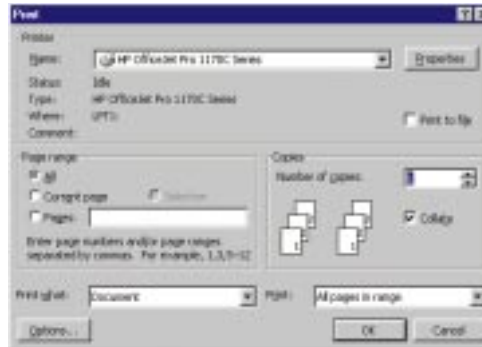 Print
Printer
Name: HP OfficeJet Pro 1170C Series Properties
Status: Idle
Type: HP OfficeJet Pro 1170C Series
Where: LPT1:
Comment: Print to file
Page range
All
Current page Selection
Pages:
Enter page numbers and/or page ranges
separated by commas. For example, 1,3,5–12
Copies
Number of copies: 1
Collate
Print what: Document Print: All pages in range
Options... OK Cancel